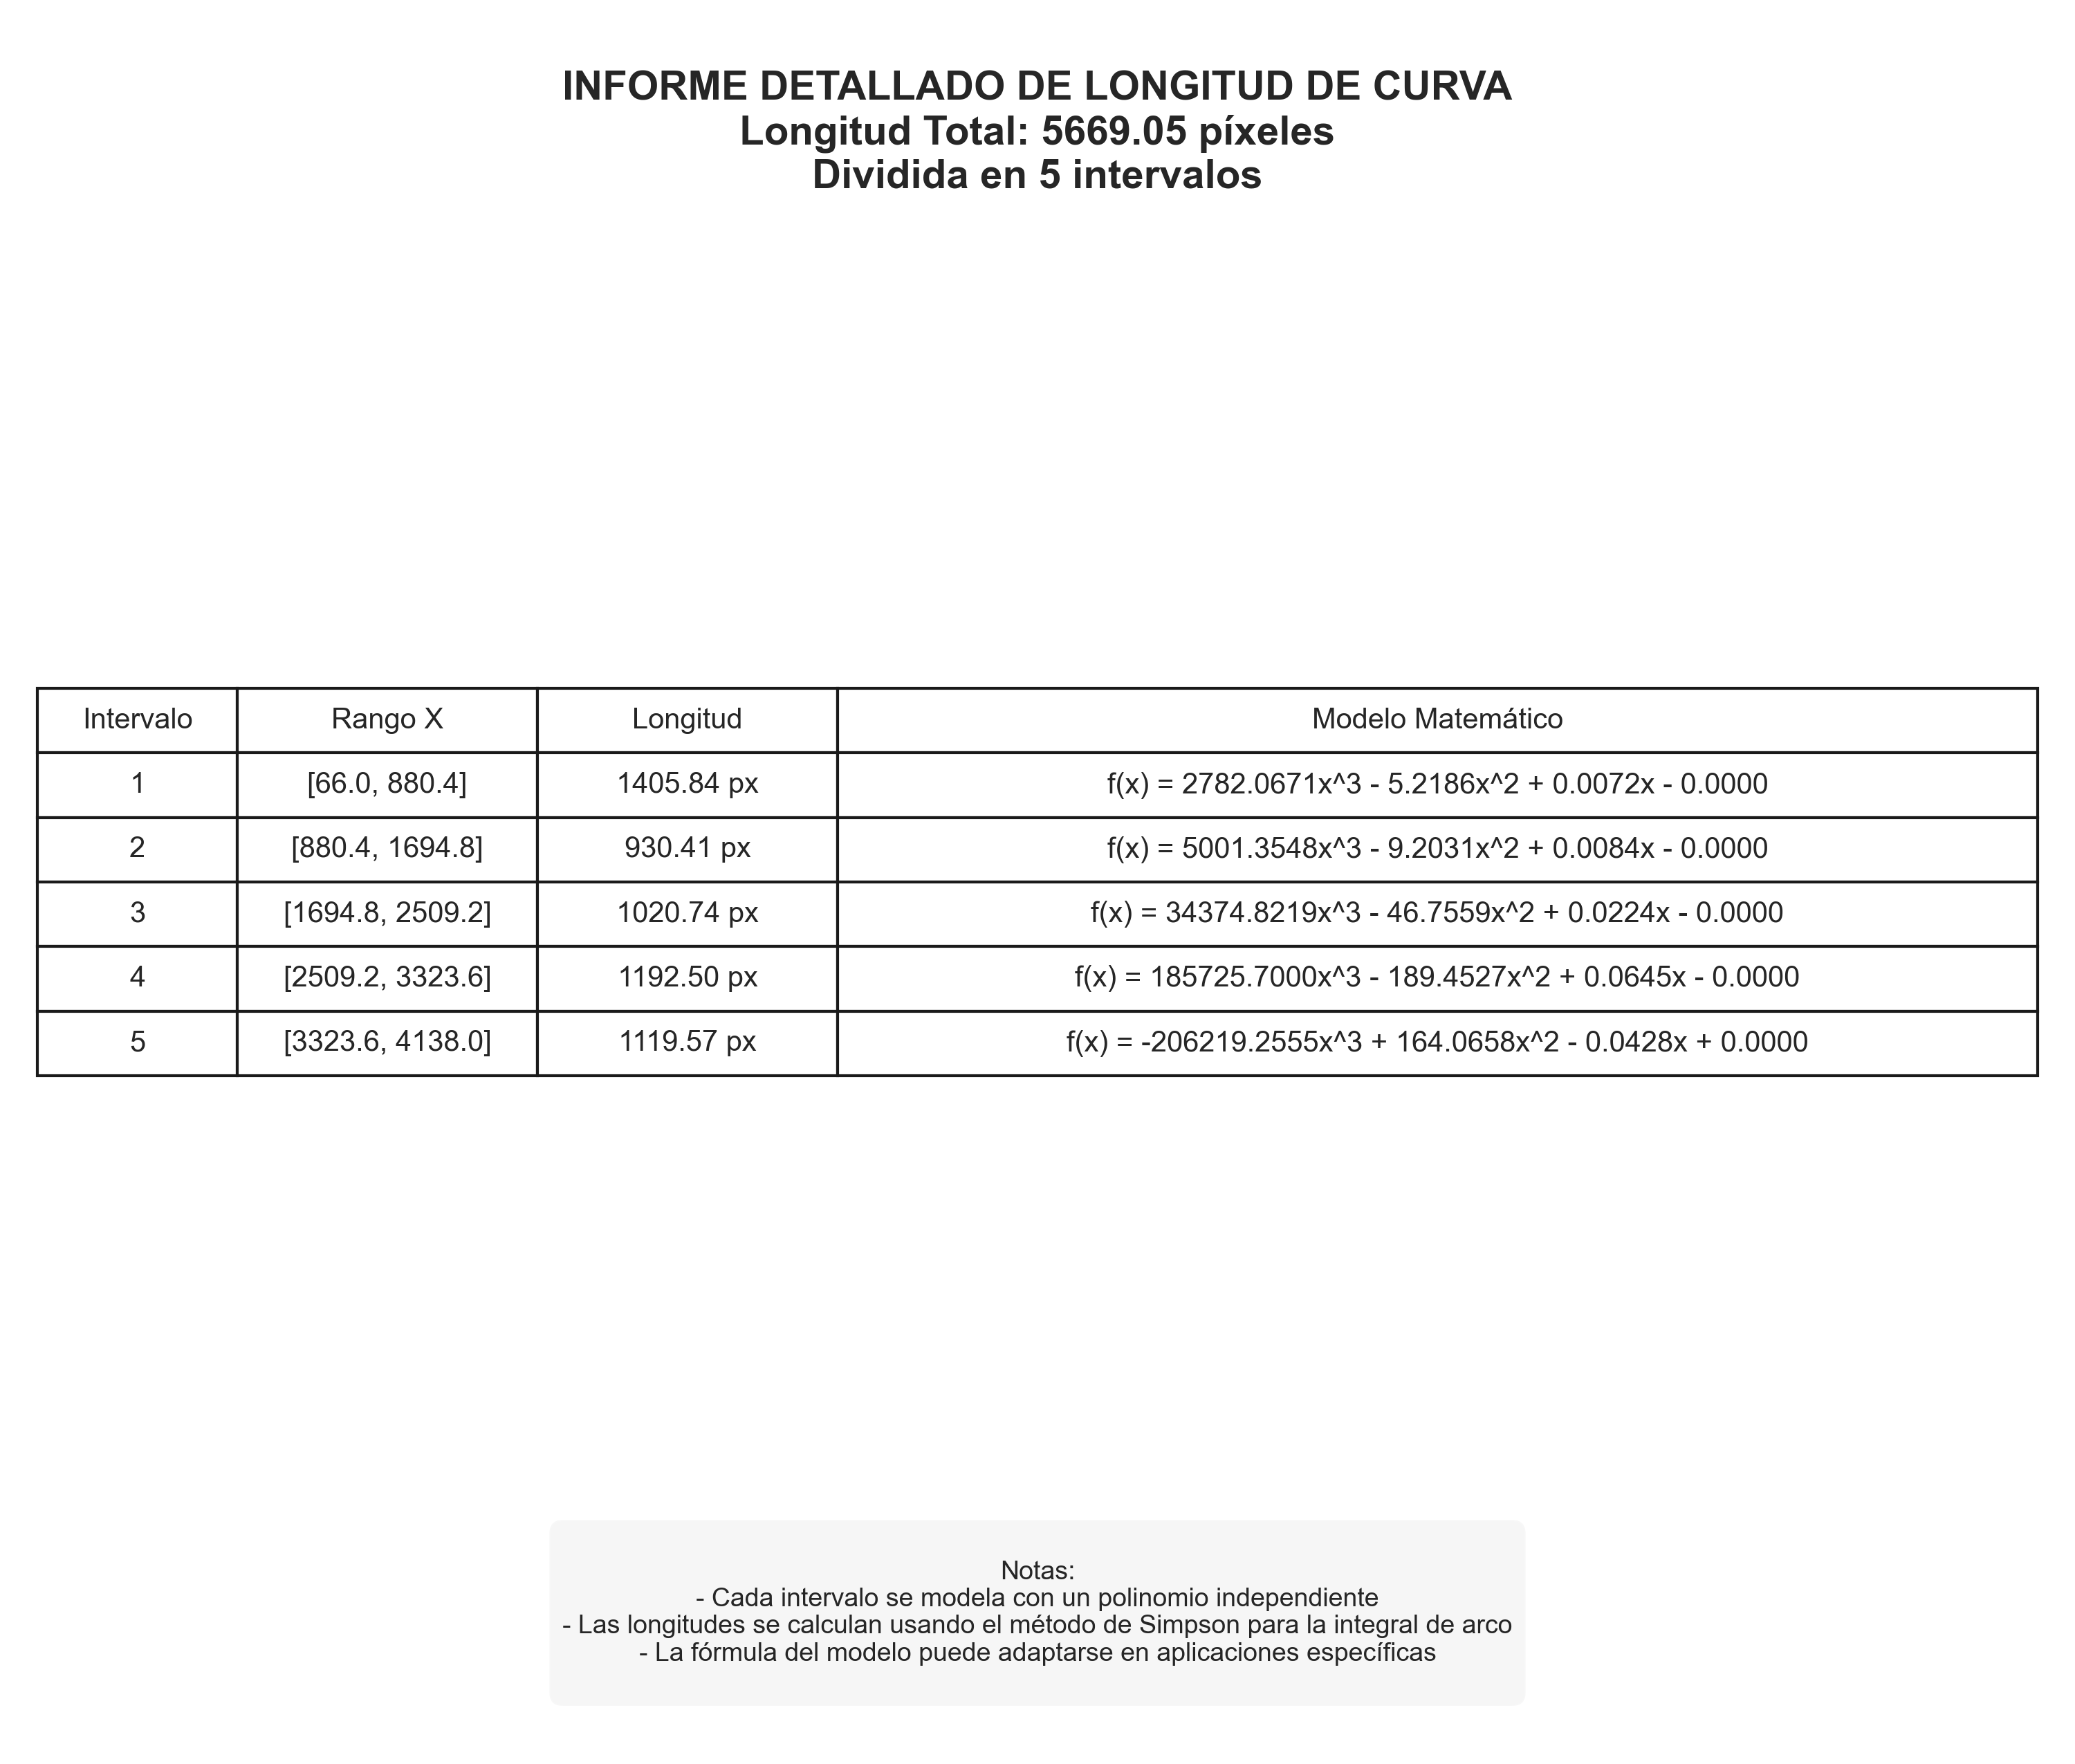 INFORME DETALLADO DE LONGITUD DE CURVA
Longitud Total: 5669.05 píxeles
Dividida en 5 intervalos
Intervalo Rango X Longitud Modelo Matemático
1 [66.0, 880.4] 1405.84 px f(x) = 2782.0671x^3 - 5.2186x^2 + 0.0072x - 0.0000
2 [880.4, 1694.8] 930.41 px f(x) = 5001.3548x^3 - 9.2031x^2 + 0.0084x - 0.0000
3 [1694.8, 2509.2] 1020.74 px f(x) = 34374.8219x^3 - 46.7559x^2 + 0.0224x - 0.0000
4 [2509.2, 3323.6] 1192.50 px f(x) = 185725.7000x^3 - 189.4527x^2 + 0.0645x - 0.0000
5 [3323.6, 4138.0] 1119.57 px f(x) = -206219.2555x^3 + 164.0658x^2 - 0.0428x + 0.0000
Notas:
- Cada intervalo se modela con un polinomio independiente
- Las longitudes se calculan usando el método de Simpson para la integral de arco
- La fórmula del modelo puede adaptarse en aplicaciones específicas